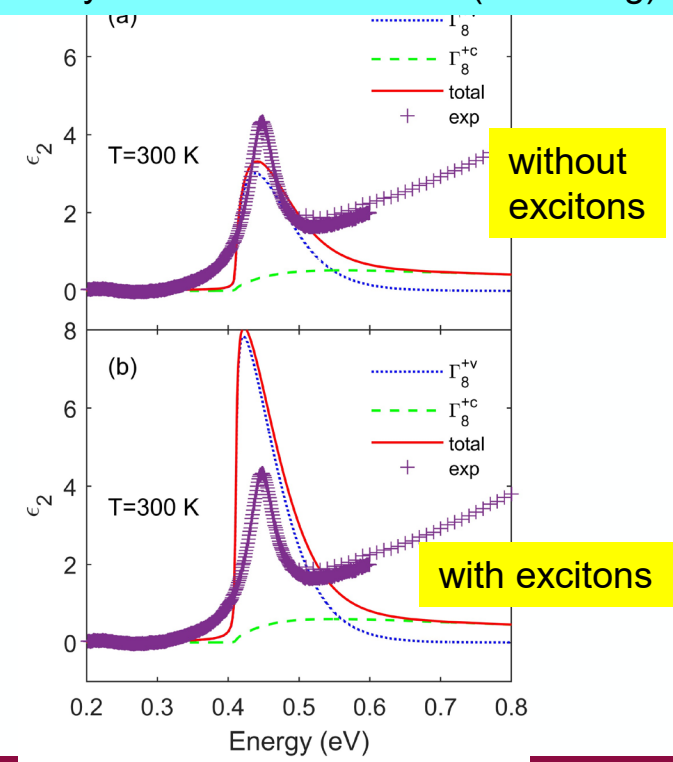 (a)
Γ₈⁺ᶜ
total
exp
6
4
2
0
ϵ₂
T=300 K
without
excitons
8
(b)
Γ₈⁺ᵛ
Γ₈⁺ᶜ
total
exp
6
4
2
0
ϵ₂
T=300 K
with excitons
0.2 0.3 0.4 0.5 0.6 0.7 0.8
Energy (eV)